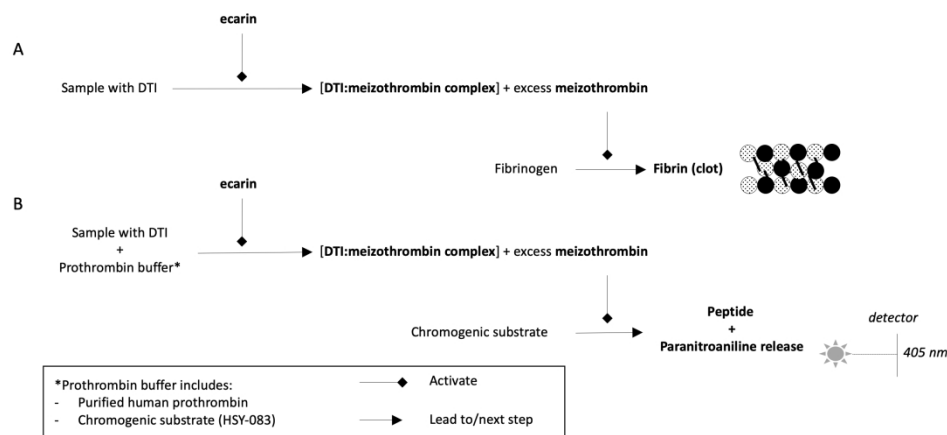 ecarin
A
Sample with DTI
[DTI:meizothrombin complex] + excess meizothrombin
Fibrinogen
Fibrin (clot)
ecarin
B
Sample with DTI
+
Prothrombin buffer*
[DTI:meizothrombin complex] + excess meizothrombin
Chromogenic substrate
Peptide
+
Paranitroaniline release
detector
405 nm
*Prothrombin buffer includes:
- Purified human prothrombin
- Chromogenic substrate (HSY-083)
Activate
Lead to/next step